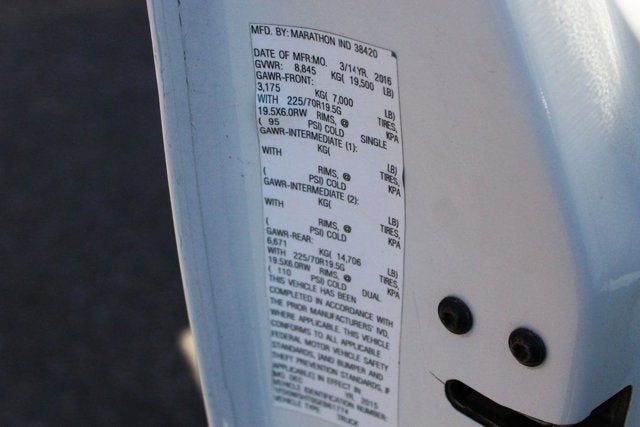 MFD. BY: MARATHON IND 38420
DATE OF MFR:MO. 3/14YR. 2016
GVWR: 8,845 KG( 19,500 LB)
GAWR-FRONT:
3,175 KG( 7,000 LB)
WITH 225/70R19.5G TIRES,
19.5X6.0RW RIMS, @ KPA
( 95 PSI) COLD SINGLE
GAWR-INTERMEDIATE (1):
KG( LB)
WITH TIRES,
RIMS, @ KPA
( PSI) COLD
GAWR-INTERMEDIATE (2):
KG( LB)
WITH TIRES,
RIMS, @ KPA
( PSI) COLD
GAWR-REAR:
6,671 KG( 14,706 LB)
WITH 225/70R19.5G TIRES,
19.5X6.0RW RIMS, @ KPA
( 110 PSI) COLD DUAL
THIS VEHICLE HAS BEEN
COMPLETED IN ACCORDANCE WITH
THE PRIOR MANUFACTURERS' IVD,
WHERE APPLICABLE. THIS VEHICLE
CONFORMS TO ALL APPLICABLE
FEDERAL MOTOR VEHICLE SAFETY
STANDARDS, [AND BUMPER AND
THEFT PREVENTION STANDARDS, IF
APPLICABLE] IN EFFECT IN
MO. DEC YR. 2015
VEHICLE IDENTIFICATION NUMBER:
VEHICLE TYPE: TRUCK